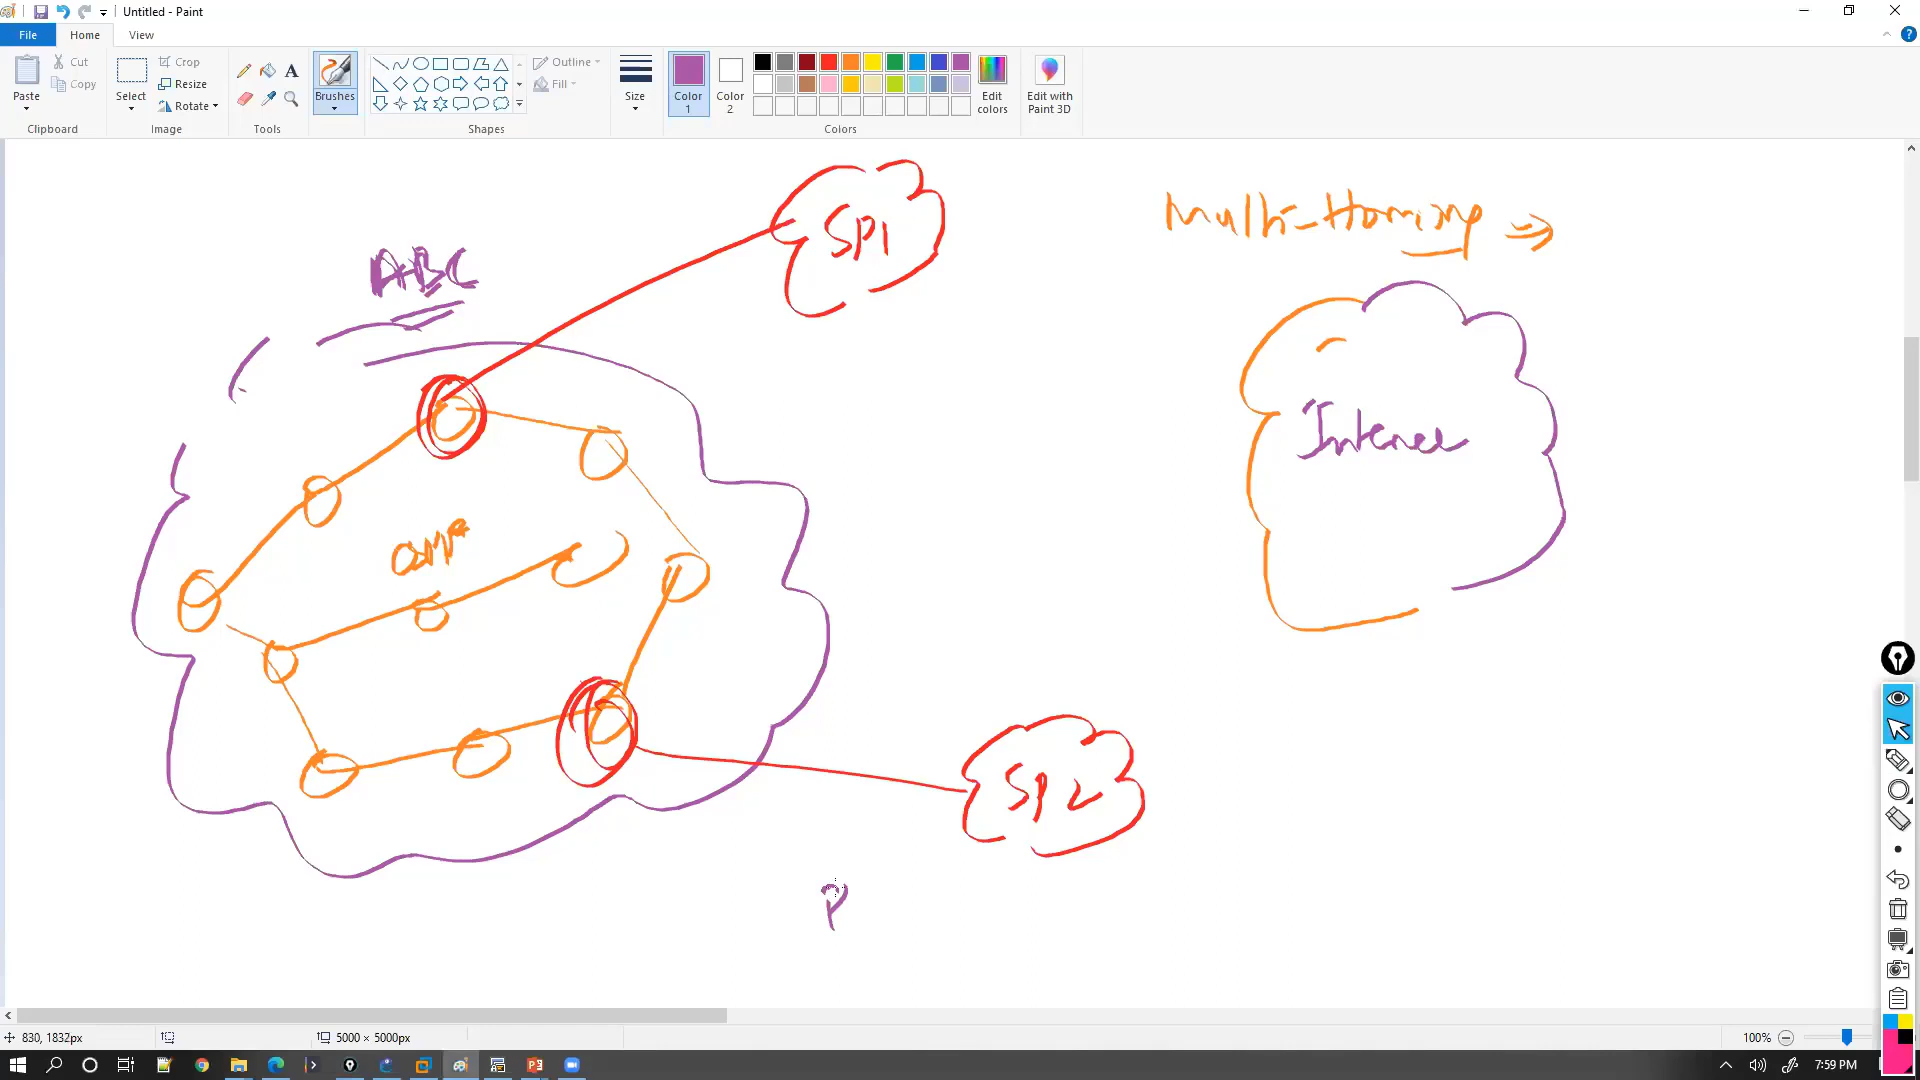 Untitled - Paint
File Home View
Paste
Cut
Copy
Clipboard
Select
Crop
Resize
Rotate
Image
Tools
Brushes
Shapes
Outline
Fill
Size
Color 1
Color 2
Edit colors
Colors
Edit with Paint 3D
SP1
Multi-Homing ⇒
ABC
Internet
OSPF
SP2
P
830, 1832px
5000 × 5000px
100%
7:59 PM